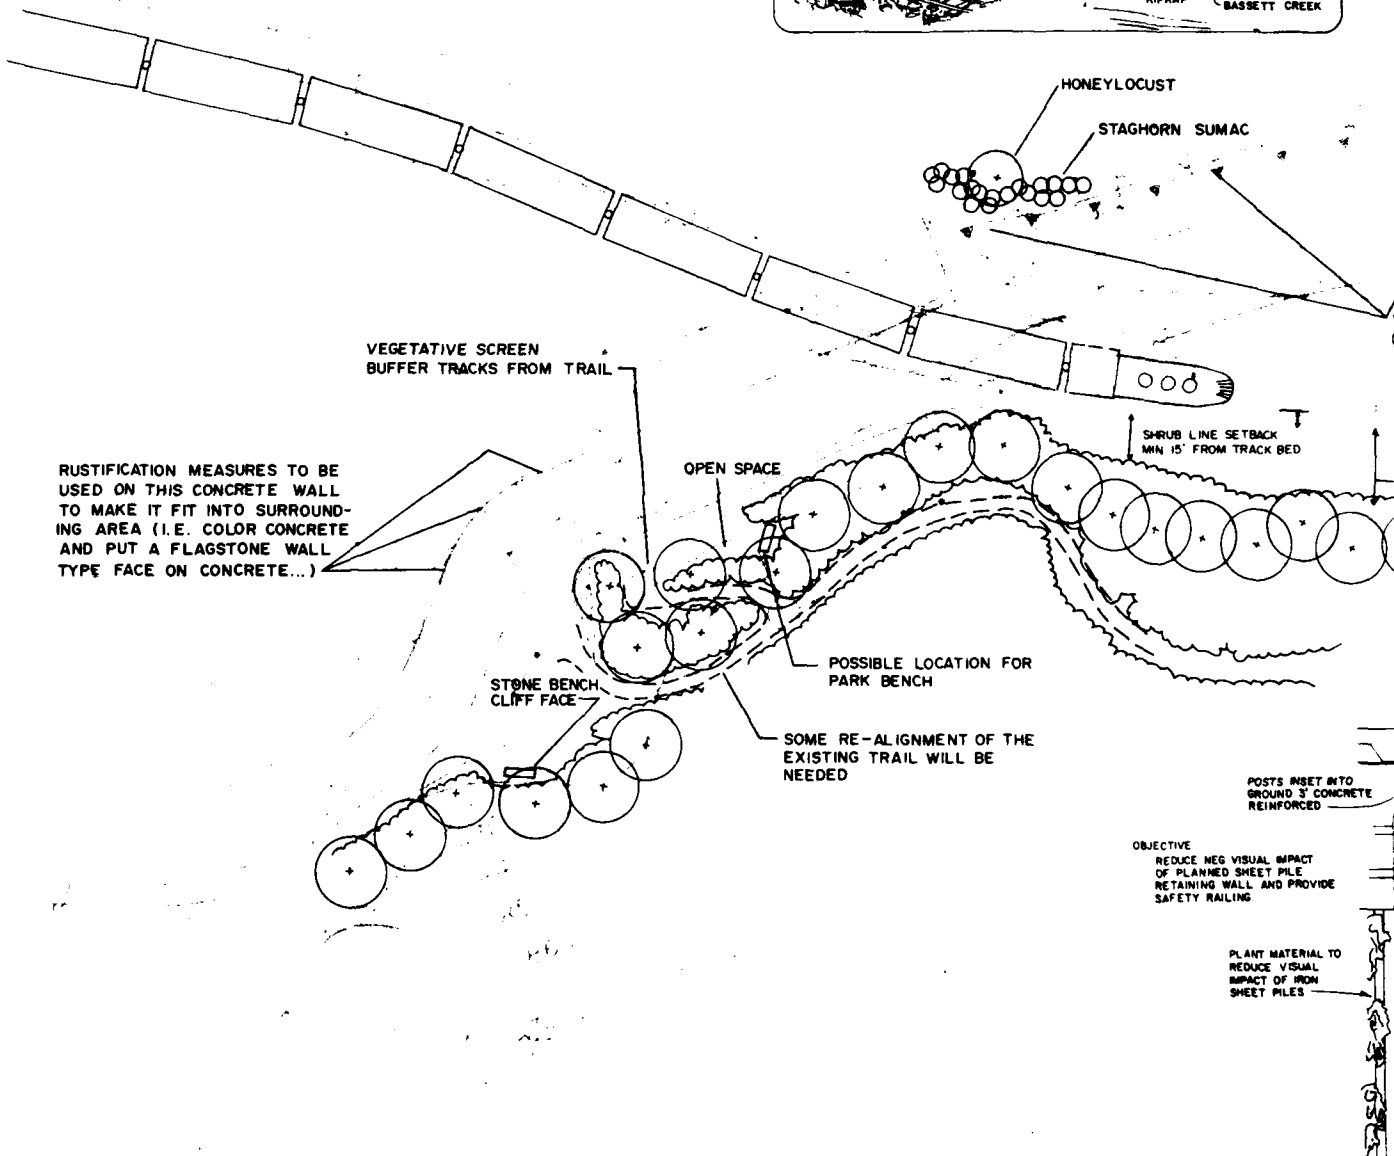 RIPRAP
BASSETT CREEK
HONEYLOCUST
STAGHORN SUMAC
VEGETATIVE SCREEN
BUFFER TRACKS FROM TRAIL
SHRUB LINE SETBACK
MIN 15' FROM TRACK BED
RUSTIFICATION MEASURES TO BE
USED ON THIS CONCRETE WALL
TO MAKE IT FIT INTO SURROUND-
ING AREA (I.E. COLOR CONCRETE
AND PUT A FLAGSTONE WALL
TYPE FACE ON CONCRETE...)
OPEN SPACE
POSSIBLE LOCATION FOR
PARK BENCH
STONE BENCH
CLIFF FACE
SOME RE-ALIGNMENT OF THE
EXISTING TRAIL WILL BE
NEEDED
POSTS INSET INTO
GROUND 3' CONCRETE
REINFORCED
OBJECTIVE
REDUCE NEG VISUAL IMPACT
OF PLANNED SHEET PILE
RETAINING WALL AND PROVIDE
SAFETY RAILING
PLANT MATERIAL TO
REDUCE VISUAL
IMPACT OF IRON
SHEET PILES